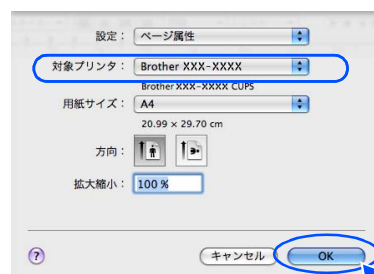 設定： ページ属性
対象プリンタ： Brother XXX-XXXX
Brother XXX-XXXX CUPS
用紙サイズ： A4
20.99 × 29.70 cm
方向：
拡大縮小： 100 %
? キャンセル OK